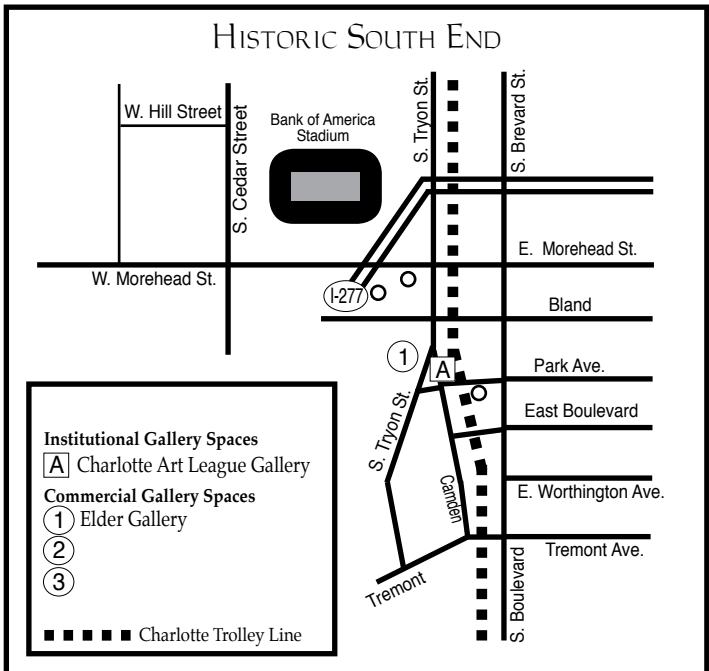 Historic South End
W. Hill Street
S. Cedar Street
Bank of America
Stadium
S. Tryon St.
S. Brevard St.
E. Morehead St.
W. Morehead St.
I-277
Bland
1
A
Park Ave.
East Boulevard
S. Tryon St.
Camden
E. Worthington Ave.
Tremont Ave.
Tremont
S. Boulevard
Institutional Gallery Spaces
A Charlotte Art League Gallery
Commercial Gallery Spaces
1 Elder Gallery
2
3
Charlotte Trolley Line